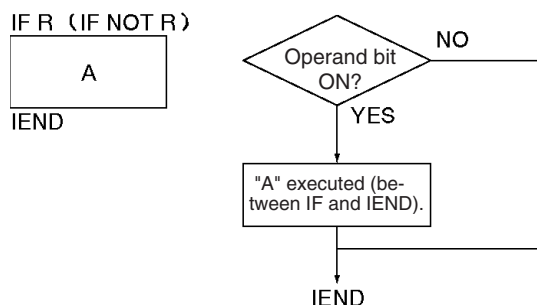 IF R (IF NOT R)
A
IEND
Operand bit
ON?
NO
YES
"A" executed (be-
tween IF and IEND).
IEND